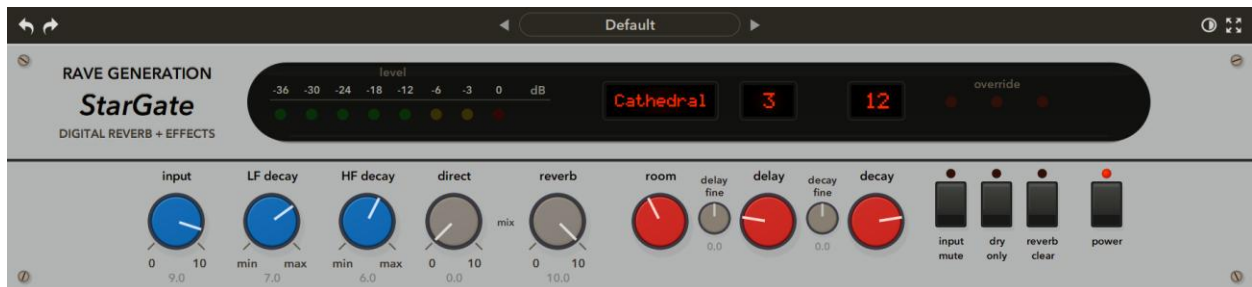 Default
RAVE GENERATION
StarGate
DIGITAL REVERB + EFFECTS
level
-36 -30 -24 -18 -12 -6 -3 0 dB
Cathedral 3 12
override
input LF decay HF decay direct reverb room delay fine delay decay fine decay
mix
0 10 min max min max 0 10 0 10
9.0 7.0 6.0 0.0 10.0 0.0 0.0
input mute
dry only
reverb clear
power